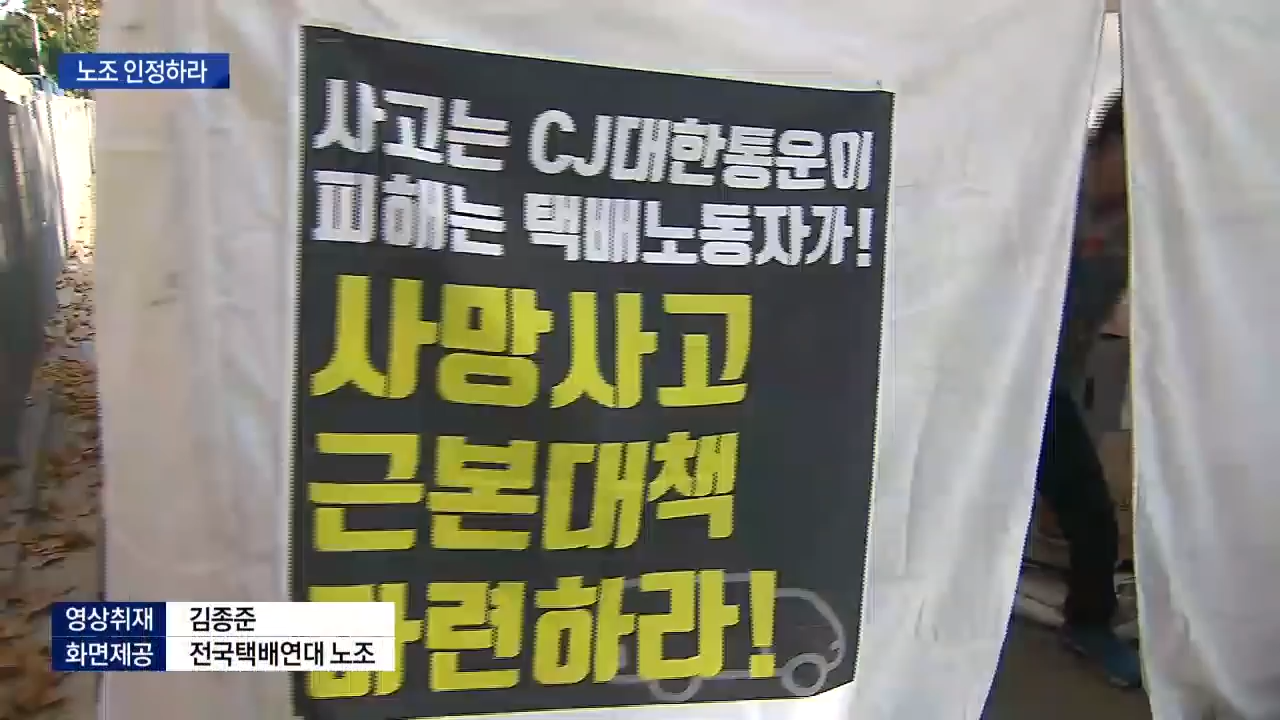 노조 인정하라
사고는 CJ대한통운이
피해는 택배노동자가!
사망사고
근본대책
마련하라!
영상취재 김종준
화면제공 전국택배연대 노조